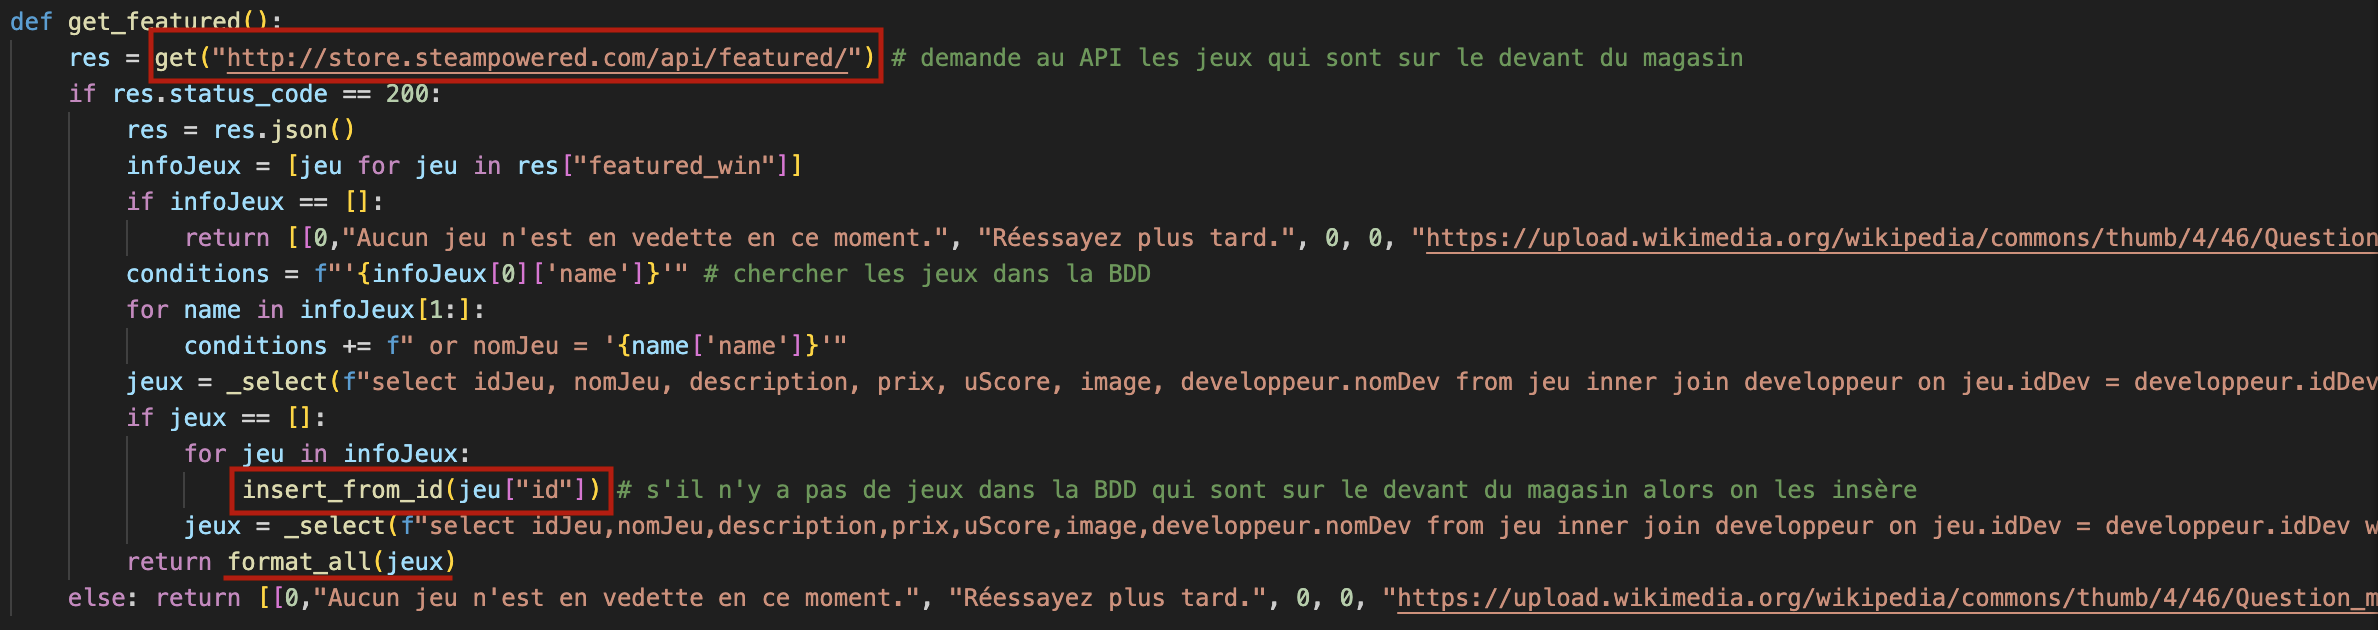 def get_featured():
res = get("http://store.steampowered.com/api/featured/") # demande au API les jeux qui sont sur le devant du magasin
if res.status_code == 200:
res = res.json()
infoJeux = [jeu for jeu in res["featured_win"]]
if infoJeux == []:
return [[0,"Aucun jeu n'est en vedette en ce moment.", "Réessayez plus tard.", 0, 0, "https://upload.wikimedia.org/wikipedia/commons/thumb/4/46/Question
conditions = f"'{infoJeux[0]['name']}'" # chercher les jeux dans la BDD
for name in infoJeux[1:]:
conditions += f" or nomJeu = '{name['name']}'"
jeux = _select(f"select idJeu, nomJeu, description, prix, uScore, image, developpeur.nomDev from jeu inner join developpeur on jeu.idDev = developpeur.idDev
if jeux == []:
for jeu in infoJeux:
insert_from_id(jeu["id"]) # s'il n'y a pas de jeux dans la BDD qui sont sur le devant du magasin alors on les insère
jeux = _select(f"select idJeu,nomJeu,description,prix,uScore,image,developpeur.nomDev from jeu inner join developpeur on jeu.idDev = developpeur.idDev w
return format_all(jeux)
else: return [[0,"Aucun jeu n'est en vedette en ce moment.", "Réessayez plus tard.", 0, 0, "https://upload.wikimedia.org/wikipedia/commons/thumb/4/46/Question_m